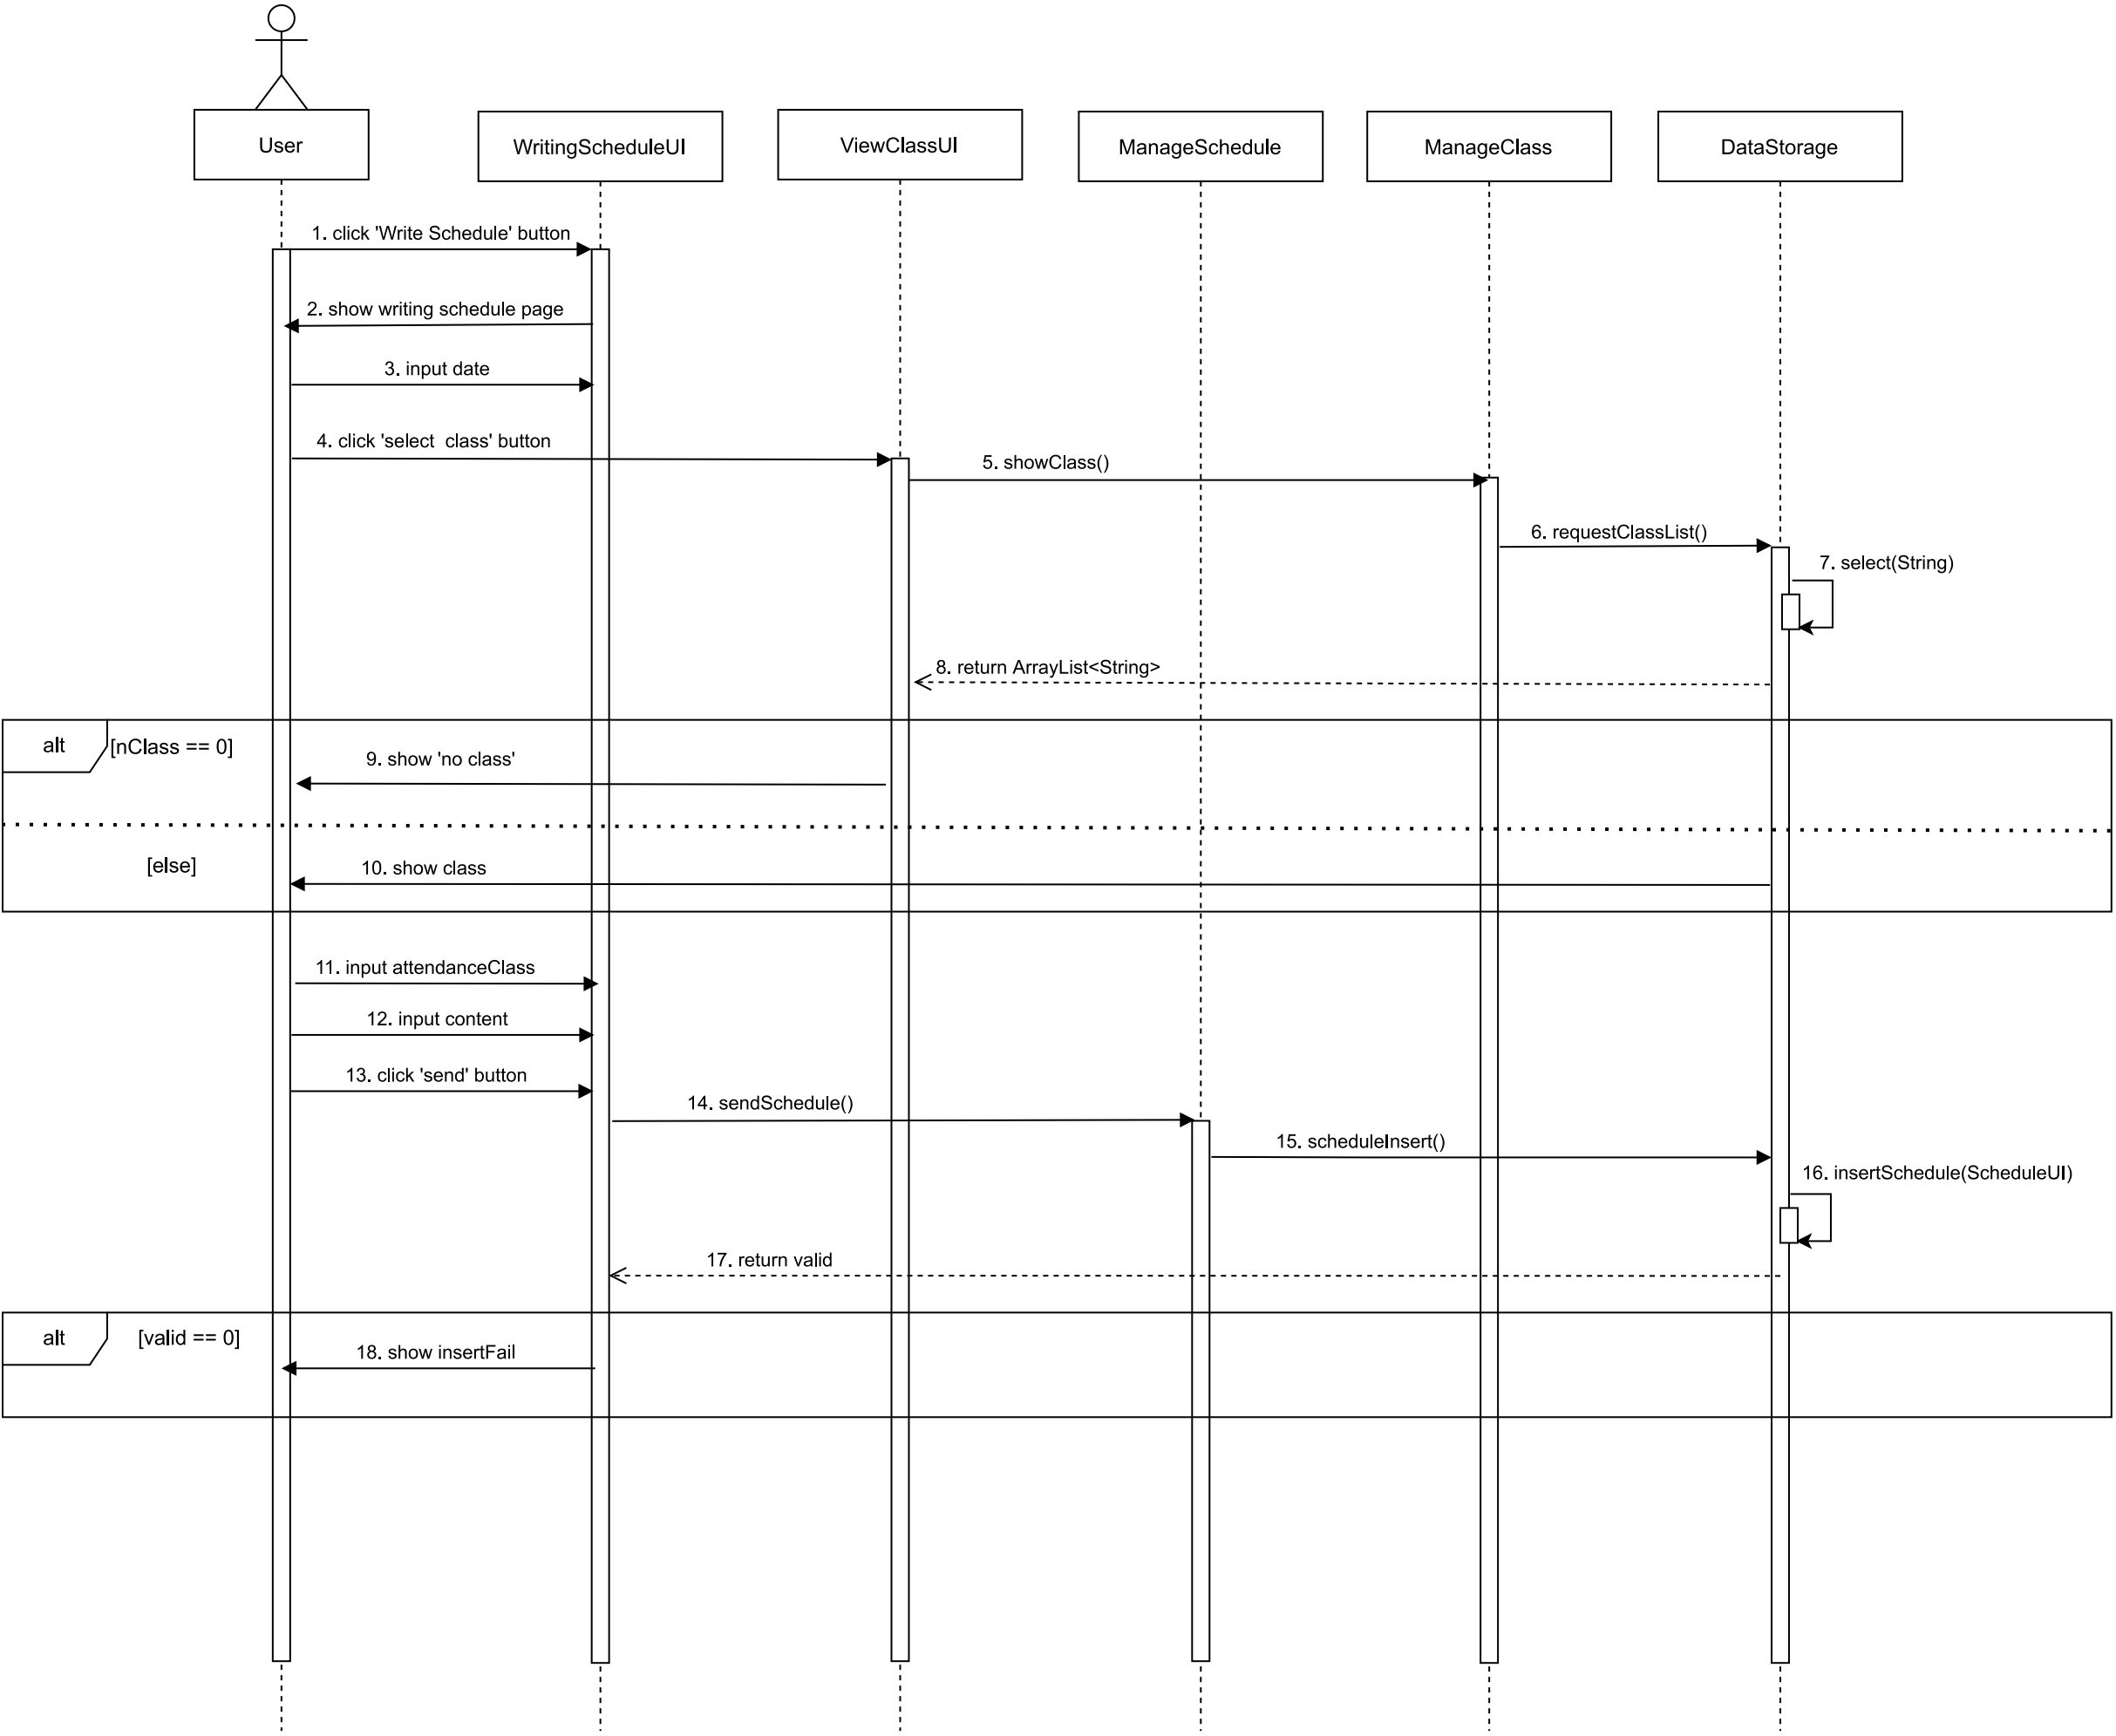 User
WritingScheduleUI
ViewClassUI
ManageSchedule
ManageClass
DataStorage
1. click 'Write Schedule' button
2. show writing schedule page
3. input date
4. click 'select  class' button
5. showClass()
6. requestClassList()
7. select(String)
8. return ArrayList<String>
alt
[nClass == 0]
9. show 'no class'
[else]
10. show class
11. input attendanceClass
12. input content
13. click 'send' button
14. sendSchedule()
15. scheduleInsert()
16. insertSchedule(ScheduleUI)
17. return valid
alt
[valid == 0]
18. show insertFail